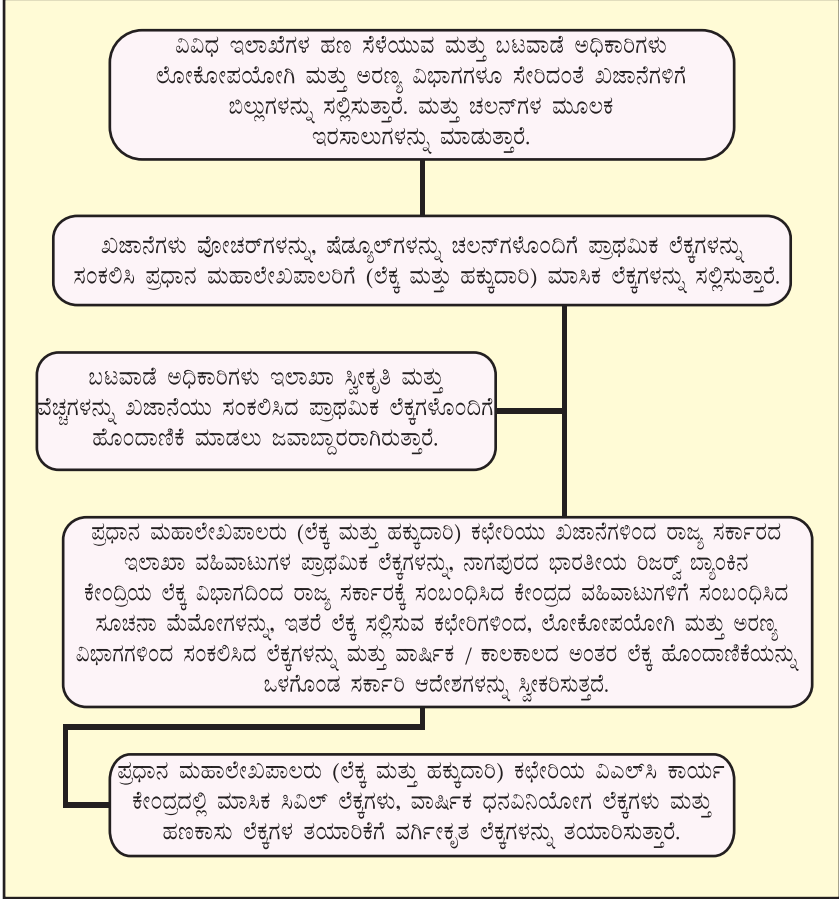 ವಿವಿಧ ಇಲಾಖೆಗಳ ಹಣ ಸೆಳೆಯುವ ಮತ್ತು ಬಟವಾಡೆ ಅಧಿಕಾರಿಗಳು
ಲೋಕೋಪಯೋಗಿ ಮತ್ತು ಅರಣ್ಯ ವಿಭಾಗಗಳೂ ಸೇರಿದಂತೆ ಖಜಾನೆಗಳಿಗೆ
ಬಿಲ್ಲುಗಳನ್ನು ಸಲ್ಲಿಸುತ್ತಾರೆ. ಮತ್ತು ಚಲನ್‌ಗಳ ಮೂಲಕ
ಇರಸಾಲುಗಳನ್ನು ಮಾಡುತ್ತಾರೆ.
ಖಜಾನೆಗಳು ವೋಚರ್‌ಗಳನ್ನು, ಷೆಡ್ಯೂಲ್‌ಗಳನ್ನು ಚಲನ್‌ಗಳೊಂದಿಗೆ ಪ್ರಾಥಮಿಕ ಲೆಕ್ಕಗಳನ್ನು
ಸಂಕಲಿಸಿ ಪ್ರಧಾನ ಮಹಾಲೇಖಪಾಲರಿಗೆ (ಲೆಕ್ಕ ಮತ್ತು ಹಕ್ಕುದಾರಿ) ಮಾಸಿಕ ಲೆಕ್ಕಗಳನ್ನು ಸಲ್ಲಿಸುತ್ತಾರೆ.
ಬಟವಾಡೆ ಅಧಿಕಾರಿಗಳು ಇಲಾಖಾ ಸ್ವೀಕೃತಿ ಮತ್ತು
ವೆಚ್ಚಗಳನ್ನು ಖಜಾನೆಯು ಸಂಕಲಿಸಿದ ಪ್ರಾಥಮಿಕ ಲೆಕ್ಕಗಳೊಂದಿಗೆ
ಹೊಂದಾಣಿಕೆ ಮಾಡಲು ಜವಾಬ್ದಾರರಾಗಿರುತ್ತಾರೆ.
ಪ್ರಧಾನ ಮಹಾಲೇಖಪಾಲರು (ಲೆಕ್ಕ ಮತ್ತು ಹಕ್ಕುದಾರಿ) ಕಛೇರಿಯು ಖಜಾನೆಗಳಿಂದ ರಾಜ್ಯ ಸರ್ಕಾರದ
ಇಲಾಖಾ ವಹಿವಾಟುಗಳ ಪ್ರಾಥಮಿಕ ಲೆಕ್ಕಗಳನ್ನು, ನಾಗಪುರದ ಭಾರತೀಯ ರಿಜರ್ವ್ ಬ್ಯಾಂಕಿನ
ಕೇಂದ್ರಿಯ ಲೆಕ್ಕ ವಿಭಾಗದಿಂದ ರಾಜ್ಯ ಸರ್ಕಾರಕ್ಕೆ ಸಂಬಂಧಿಸಿದ ಕೇಂದ್ರದ ವಹಿವಾಟುಗಳಿಗೆ ಸಂಬಂಧಿಸಿದ
ಸೂಚನಾ ಮೆಮೋಗಳನ್ನು, ಇತರೆ ಲೆಕ್ಕ ಸಲ್ಲಿಸುವ ಕಛೇರಿಗಳಿಂದ, ಲೋಕೋಪಯೋಗಿ ಮತ್ತು ಅರಣ್ಯ
ವಿಭಾಗಗಳಿಂದ ಸಂಕಲಿಸಿದ ಲೆಕ್ಕಗಳನ್ನು ಮತ್ತು ವಾರ್ಷಿಕ / ಕಾಲಕಾಲದ ಅಂತರ ಲೆಕ್ಕ ಹೊಂದಾಣಿಕೆಯನ್ನು
ಒಳಗೊಂಡ ಸರ್ಕಾರಿ ಆದೇಶಗಳನ್ನು ಸ್ವೀಕರಿಸುತ್ತದೆ.
ಪ್ರಧಾನ ಮಹಾಲೇಖಪಾಲರು (ಲೆಕ್ಕ ಮತ್ತು ಹಕ್ಕುದಾರಿ) ಕಛೇರಿಯ ವಿಎಲ್‌ಸಿ ಕಾರ್ಯ
ಕೇಂದ್ರದಲ್ಲಿ ಮಾಸಿಕ ಸಿವಿಲ್ ಲೆಕ್ಕಗಳು, ವಾರ್ಷಿಕ ಧನವಿನಿಯೋಗ ಲೆಕ್ಕಗಳು ಮತ್ತು
ಹಣಕಾಸು ಲೆಕ್ಕಗಳ ತಯಾರಿಕೆಗೆ ವರ್ಗೀಕೃತ ಲೆಕ್ಕಗಳನ್ನು ತಯಾರಿಸುತ್ತಾರೆ.